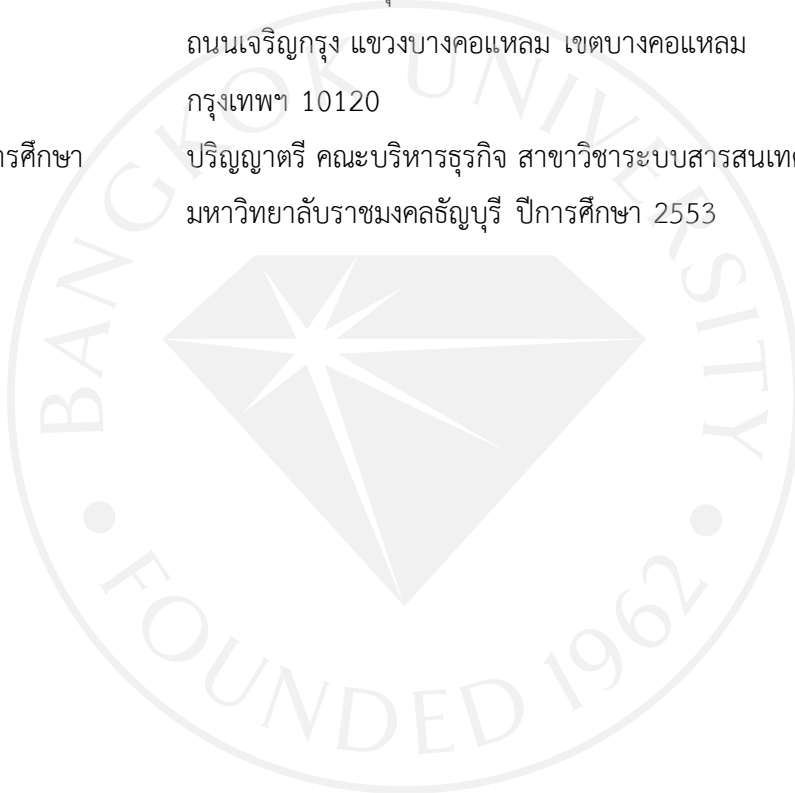 ถนนเจริญกรุง แขวงบางคอแหลม เขตบางคอแหลม
กรุงเทพฯ 10120
ารศึกษา ปริญญาตรี คณะบริหารธุรกิจ สาขาวิชาระบบสารสนเท
มหาวิทยาลับราชมงคลธัญบุรี ปีการศึกษา 2553
BANGKOK UNIVERSITY
FOUNDED 1962